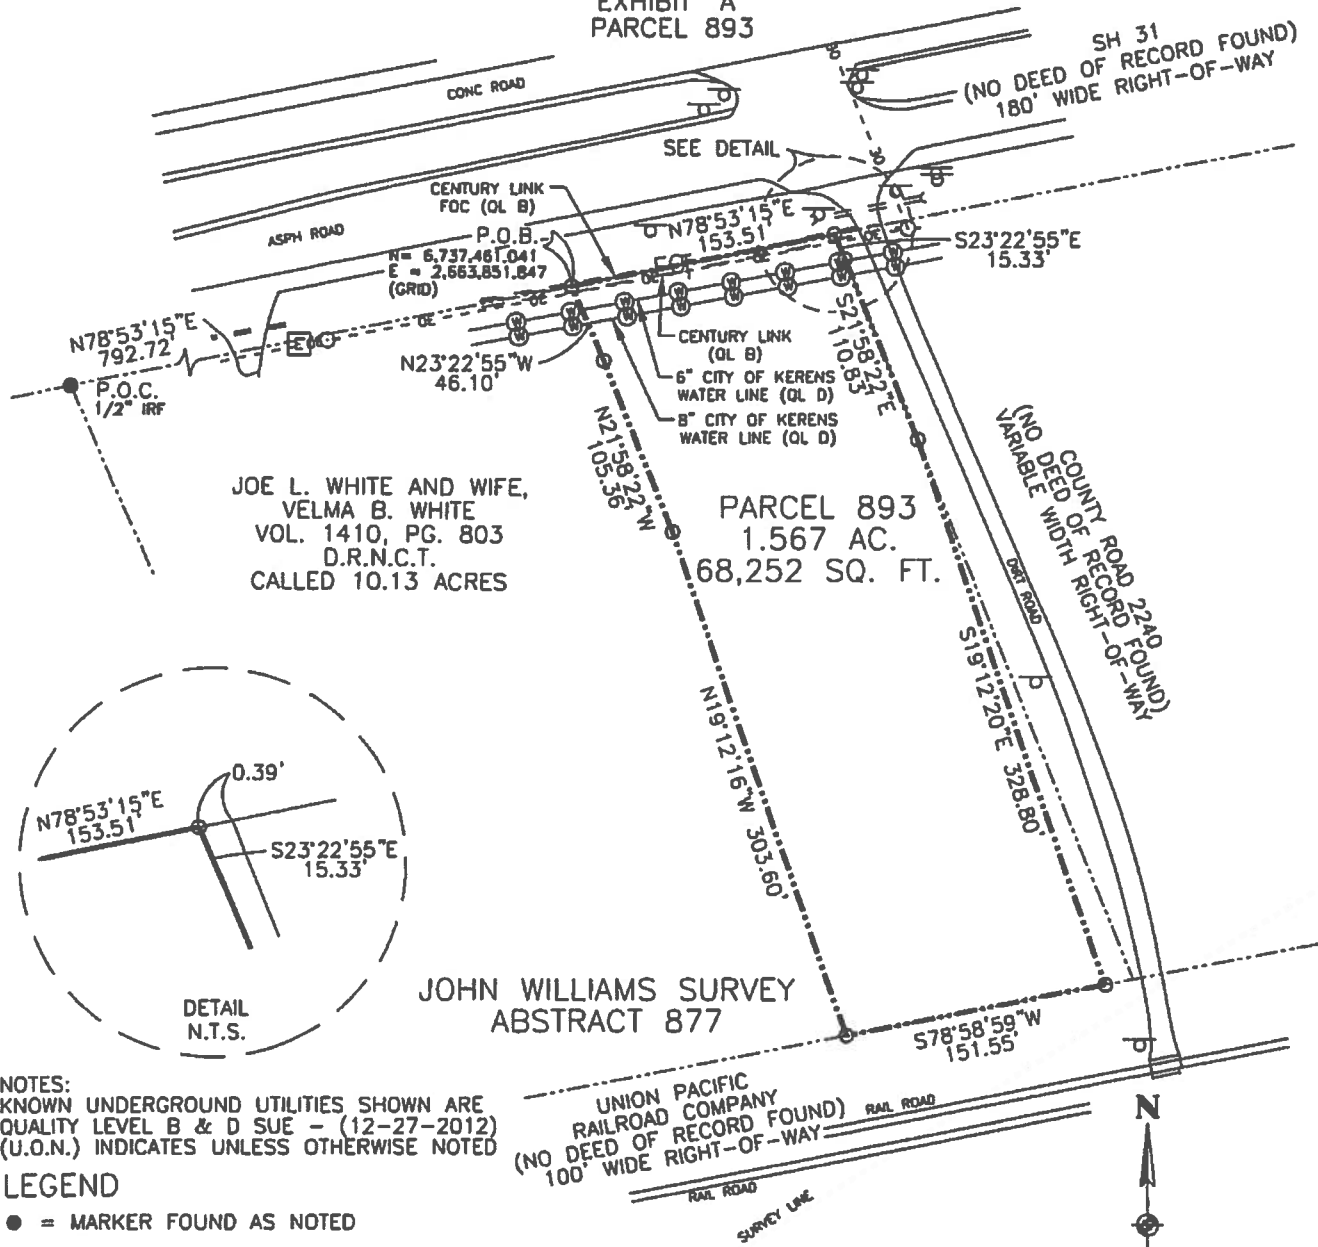 EXHIBIT "A"
PARCEL 893
SH 31
(NO DEED OF RECORD FOUND)
180' WIDE RIGHT-OF-WAY
CONC ROAD
90
SEE DETAIL
30
CENTURY LINK
FOC (QL B)
ASPH ROAD
P.O.B.
N= 6,737,461.041
E = 2,663,851.847
(GRID)
N78°53'15"E
153.51'
S23°22'55"E
15.33'
OE
OE
OE
OE
OE
N78°53'15"E
792.72'
E
P.O.C.
1/2" IRF
N23°22'55"W
46.10'
CENTURY LINK
(QL B)
6" CITY OF KERENS
WATER LINE (QL D)
8" CITY OF KERENS
WATER LINE (QL D)
S21°58'22"E
110.83'
N21°58'22"W
105.36'
JOE L. WHITE AND WIFE,
VELMA B. WHITE
VOL. 1410, PG. 803
D.R.N.C.T.
CALLED 10.13 ACRES
PARCEL 893
1.567 AC.
68,252 SQ. FT.
COUNTY ROAD 2240
(NO DEED OF RECORD FOUND)
VARIABLE WIDTH RIGHT-OF-WAY
DIRT ROAD
S19°12'20"E 328.80'
N19°12'16"W 303.60'
0.39'
N78°53'15"E
153.51'
S23°22'55"E
15.33'
DETAIL
N.T.S.
JOHN WILLIAMS SURVEY
ABSTRACT 877
S78°58'59"W
151.55'
NOTES:
KNOWN UNDERGROUND UTILITIES SHOWN ARE
QUALITY LEVEL B & D SUE - (12-27-2012)
(U.O.N.) INDICATES UNLESS OTHERWISE NOTED
UNION PACIFIC
RAILROAD COMPANY
(NO DEED OF RECORD FOUND)
100' WIDE RIGHT-OF-WAY
RAIL ROAD
RAIL ROAD
SURVEY LINE
N
LEGEND
● = MARKER FOUND AS NOTED